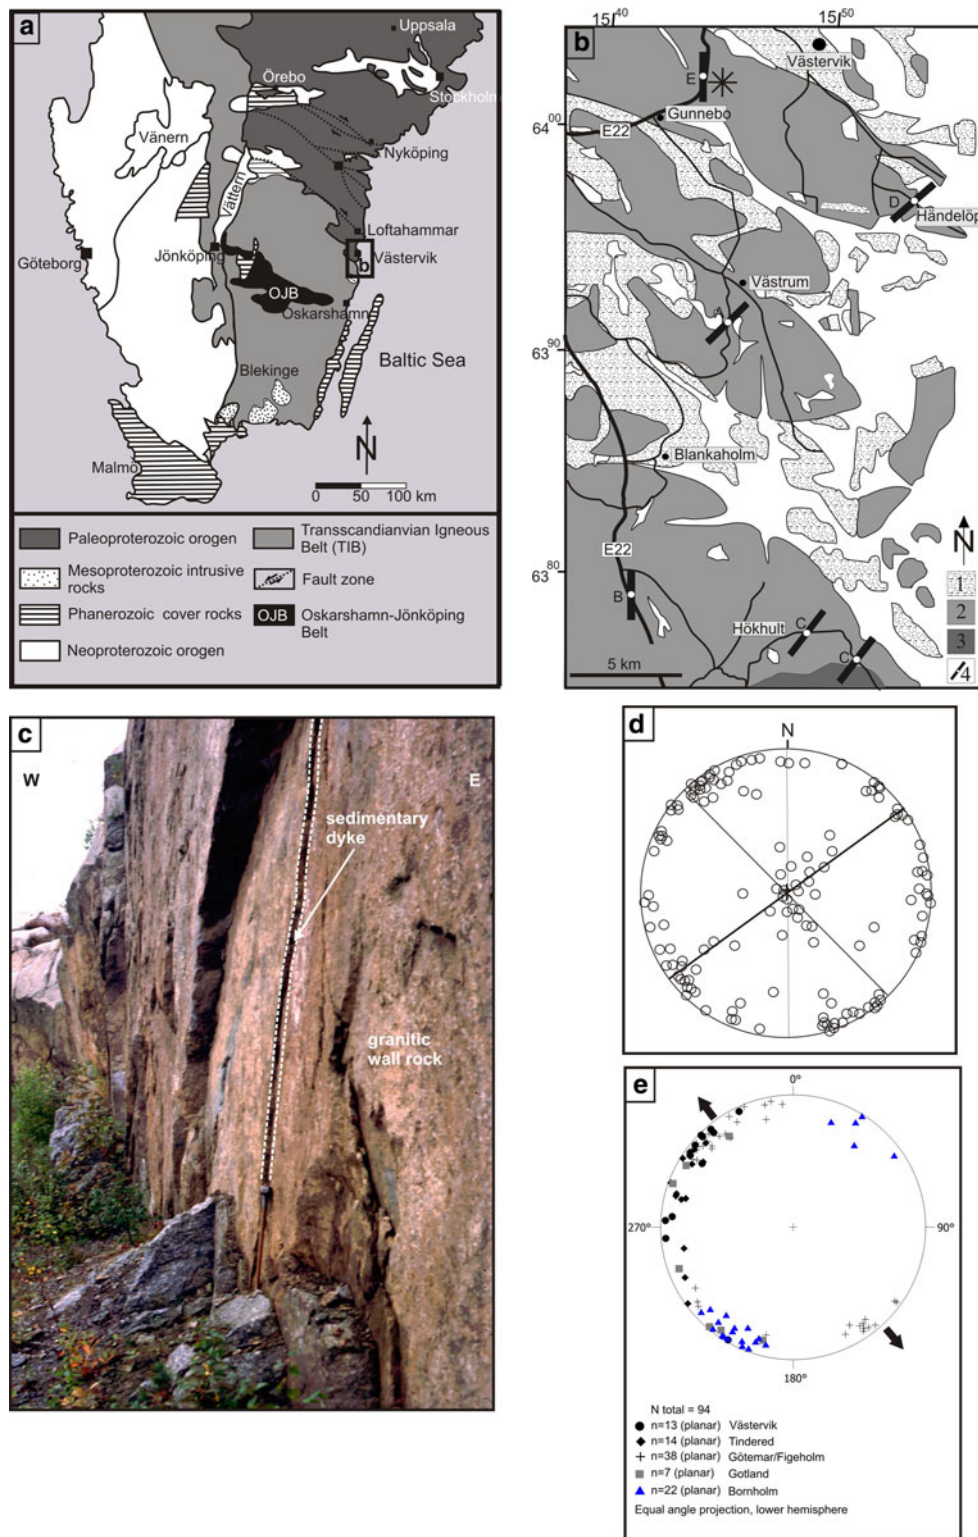 a
Uppsala
Örebo
Stockholm
Vänern
Nyköping
Vättern
Loftahammar
Göteborg
Jönköping
b
Västervik
OJB
Oskarshamn
Baltic Sea
Blekinge
N
Malmö
0 50 100 km
Paleoproterozoic orogen
Transscandianvian Igneous
Belt (TIB)
Mesoproterozoic intrusive
rocks
Fault zone
Phanerozoic cover rocks
OJB
Oskarshamn-Jönköping
Belt
Neoproterozoic orogen
b
15 40
15 50
Västervik
E
Gunnebo
64 00
E22
D
Händelöp
Västrum
63 90
Blankaholm
E22
N
63 80
B
Hökhult
C
C
5 km
1
2
3
4
c
W
E
sedimentary
dyke
granitic
wall rock
d
N
e
0°
270°
90°
180°
N total = 94
n=13 (planar) Västervik
n=14 (planar) Tindered
n=38 (planar) Götemar/Figeholm
n=7 (planar) Gotland
n=22 (planar) Bornholm
Equal angle projection, lower hemisphere